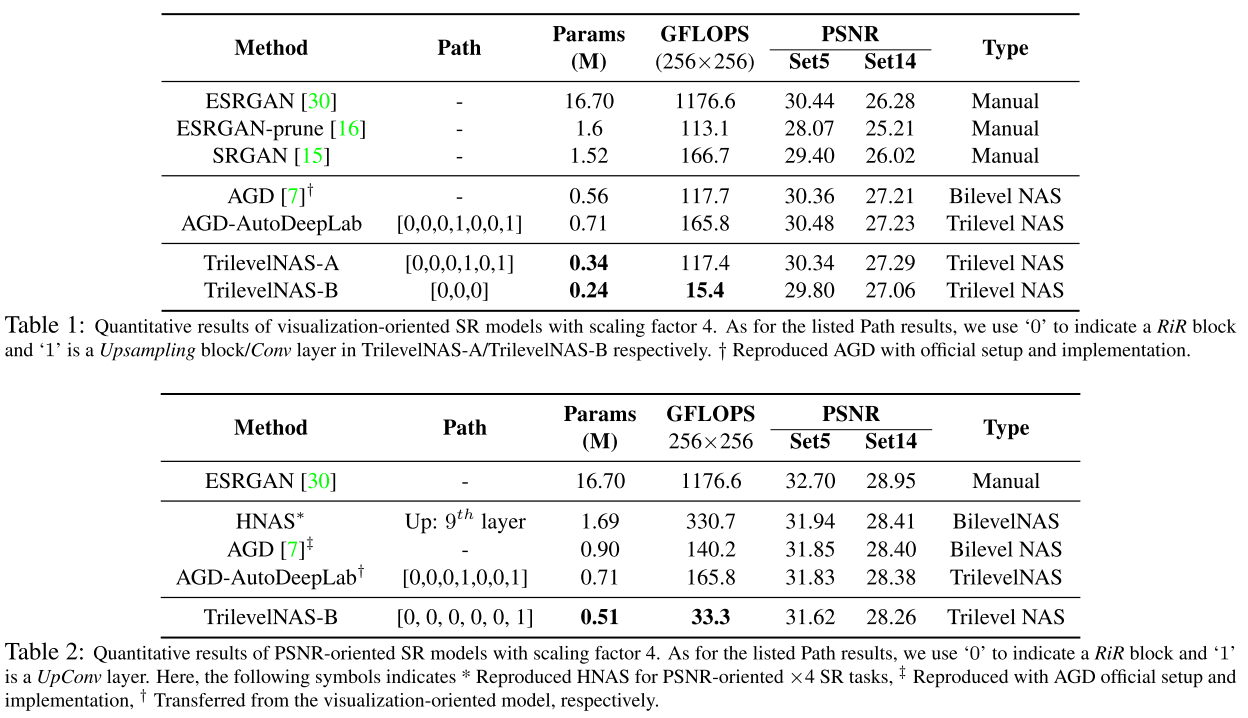 Method Path Params (M) GFLOPS (256×256) PSNR Set5 Set14 Type
ESRGAN [30] - 16.70 1176.6 30.44 26.28 Manual
ESRGAN-prune [16] - 1.6 113.1 28.07 25.21 Manual
SRGAN [15] - 1.52 166.7 29.40 26.02 Manual
AGD [7]† - 0.56 117.7 30.36 27.21 Bilevel NAS
AGD-AutoDeepLab [0,0,0,1,0,0,1] 0.71 165.8 30.48 27.23 Trilevel NAS
TrilevelNAS-A [0,0,0,1,0,1] 0.34 117.4 30.34 27.29 Trilevel NAS
TrilevelNAS-B [0,0,0] 0.24 15.4 29.80 27.06 Trilevel NAS
Table 1: Quantitative results of visualization-oriented SR models with scaling factor 4. As for the listed Path results, we use ‘0’ to indicate a RiR block
and ‘1’ is a Upsampling block/Conv layer in TrilevelNAS-A/TrilevelNAS-B respectively. † Reproduced AGD with official setup and implementation.
Method Path Params (M) GFLOPS 256×256 PSNR Set5 Set14 Type
ESRGAN [30] - 16.70 1176.6 32.70 28.95 Manual
HNAS* Up: 9th layer 1.69 330.7 31.94 28.41 BilevelNAS
AGD [7]‡ - 0.90 140.2 31.85 28.40 Bilevel NAS
AGD-AutoDeepLab† [0,0,0,1,0,0,1] 0.71 165.8 31.83 28.38 TrilevelNAS
TrilevelNAS-B [0, 0, 0, 0, 0, 1] 0.51 33.3 31.62 28.26 Trilevel NAS
Table 2: Quantitative results of PSNR-oriented SR models with scaling factor 4. As for the listed Path results, we use ‘0’ to indicate a RiR block and ‘1’
is a UpConv layer. Here, the following symbols indicates * Reproduced HNAS for PSNR-oriented ×4 SR tasks, ‡ Reproduced with AGD official setup and
implementation, † Transferred from the visualization-oriented model, respectively.